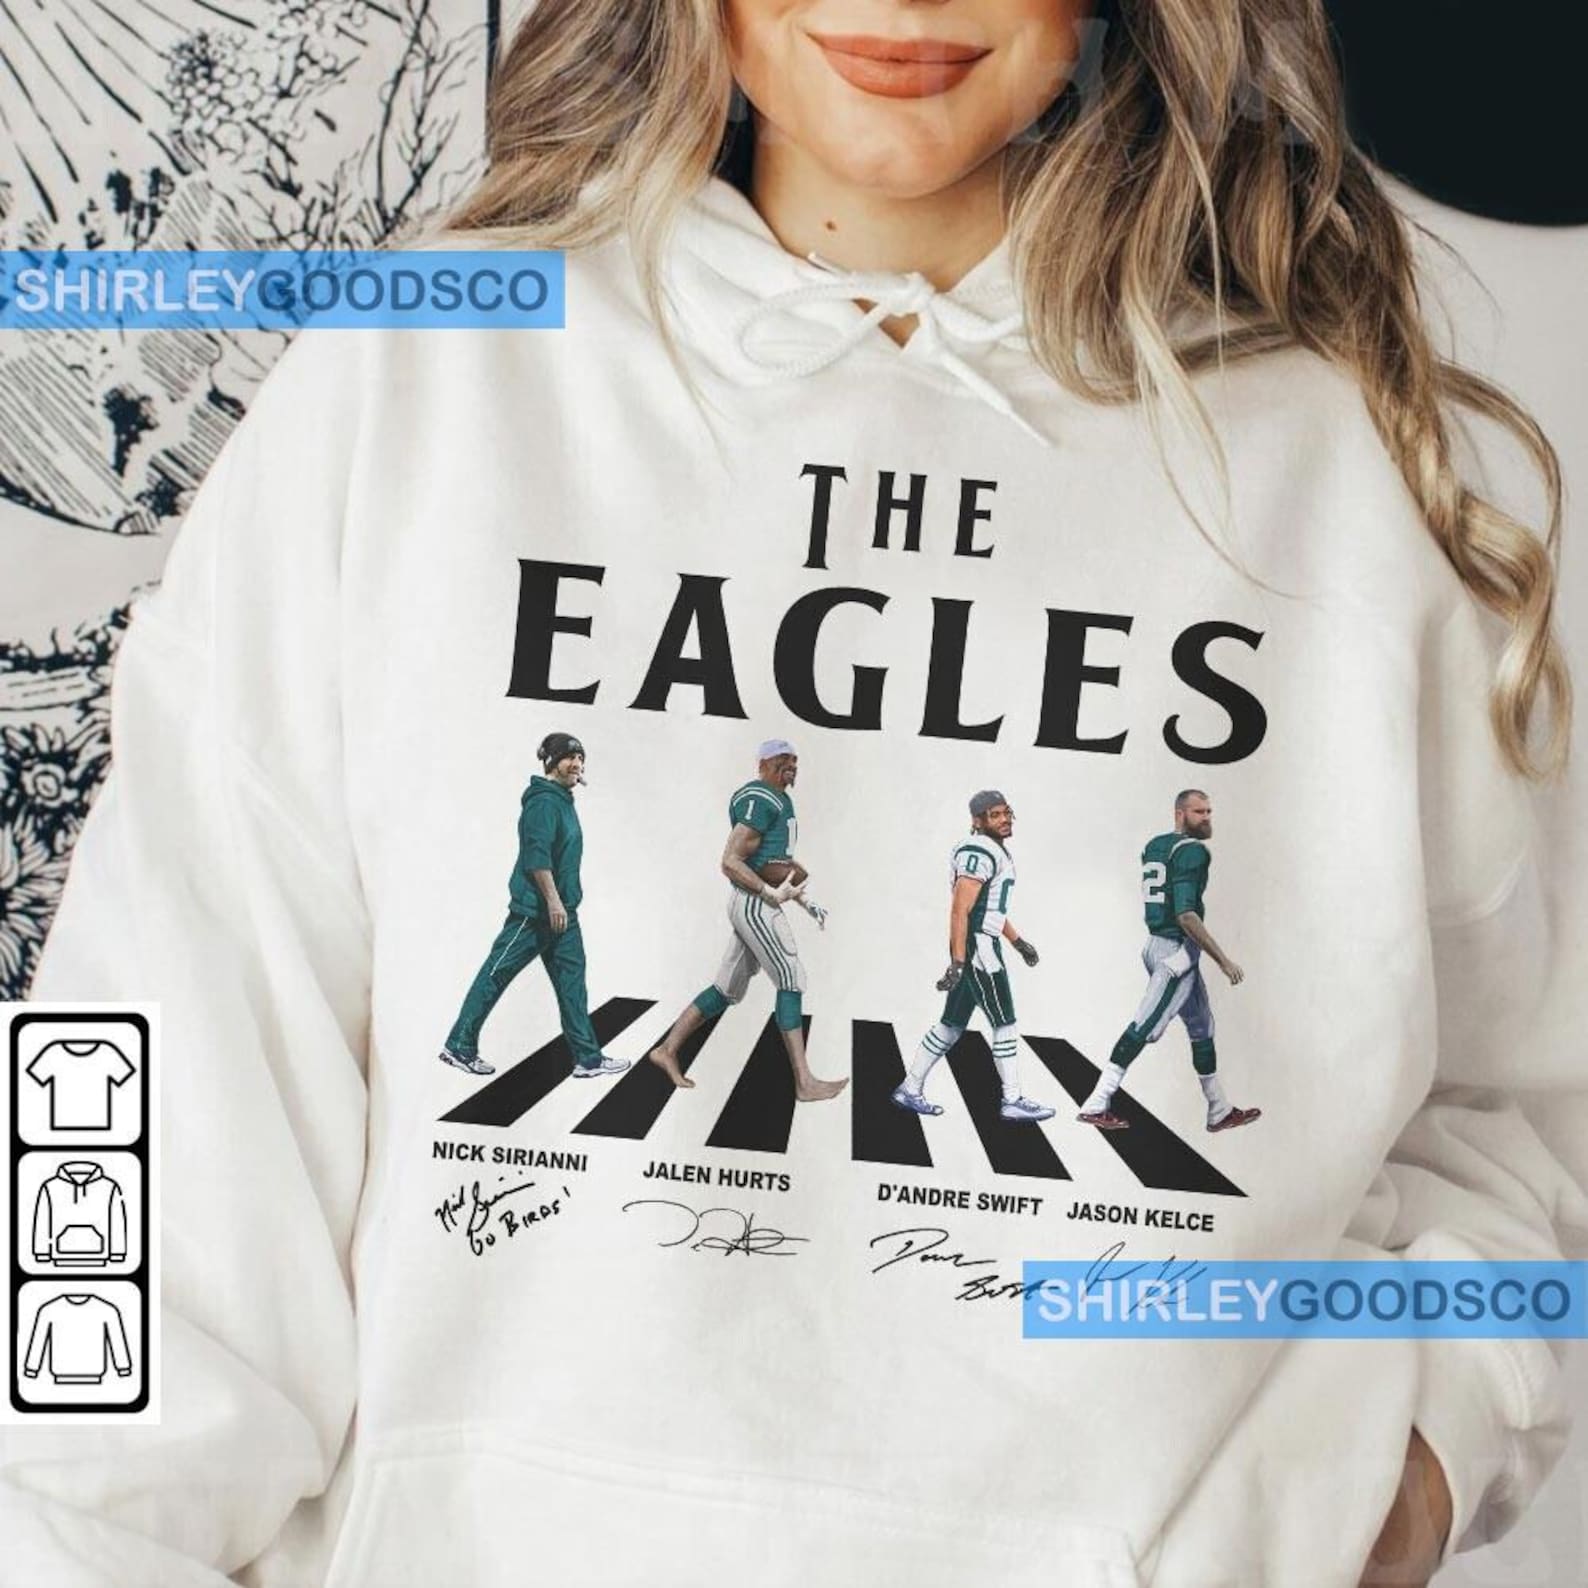 SHIRLEYGOODSCO
THE
EAGLES
1
0
2
NICK SIRIANNI
JALEN HURTS
D'ANDRE SWIFT
JASON KELCE
GO BIRDS!
SHIRLEYGOODSCO